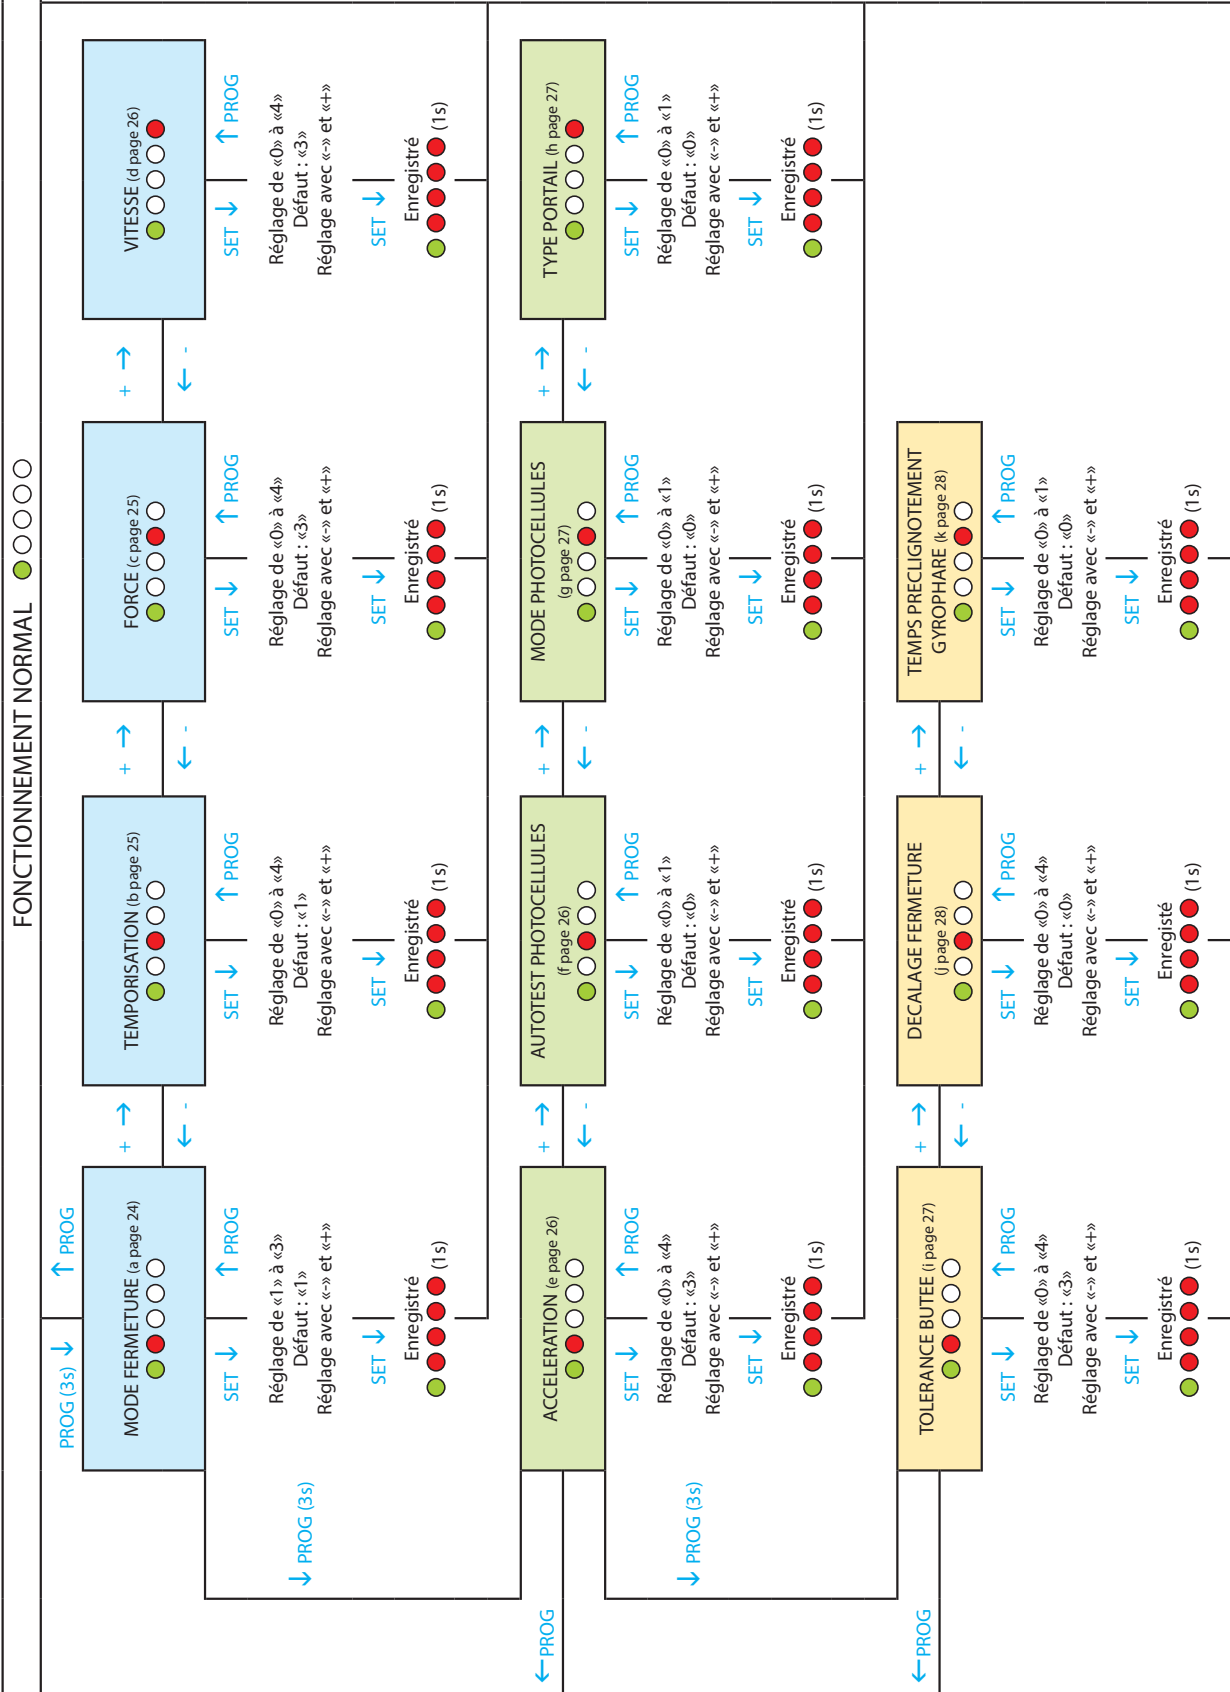 FONCTIONNEMENT NORMAL
PROG (3s) ↓
↑ PROG
MODE FERMETURE (a page 24)
+ →
← -
TEMPORISATION (b page 25)
+ →
← -
FORCE (c page 25)
+ →
← -
VITESSE (d page 26)
SET ↓
↑ PROG
Réglage de «1» à «3»
Défaut : «1»
Réglage avec «-» et «+»
SET ↓
Enregistré
(1s)
SET ↓
↑ PROG
Réglage de «0» à «4»
Défaut : «1»
Réglage avec «-» et «+»
SET ↓
Enregistré
(1s)
SET ↓
↑ PROG
Réglage de «0» à «4»
Défaut : «3»
Réglage avec «-» et «+»
SET ↓
Enregistré
(1s)
SET ↓
↑ PROG
Réglage de «0» à «4»
Défaut : «3»
Réglage avec «-» et «+»
SET ↓
Enregistré
(1s)
↓ PROG (3s)
←PROG
ACCELERATION (e page 26)
+ →
← -
AUTOTEST PHOTOCELLULES
(f page 26)
+ →
← -
MODE PHOTOCELLULES
(g page 27)
+ →
← -
TYPE PORTAIL (h page 27)
SET ↓
↑ PROG
Réglage de «0» à «4»
Défaut : «3»
Réglage avec «-» et «+»
SET ↓
Enregistré
(1s)
SET ↓
↑ PROG
Réglage de «0» à «1»
Défaut : «0»
Réglage avec «-» et «+»
SET ↓
Enregistré
(1s)
SET ↓
↑ PROG
Réglage de «0» à «1»
Défaut : «0»
Réglage avec «-» et «+»
SET ↓
Enregistré
(1s)
SET ↓
↑ PROG
Réglage de «0» à «1»
Défaut : «0»
Réglage avec «-» et «+»
SET ↓
Enregistré
(1s)
↓ PROG (3s)
←PROG
TOLERANCE BUTEE (i page 27)
+ →
← -
DECALAGE FERMETURE
(j page 28)
+ →
← -
TEMPS PRECLIGNOTEMENT
GYROPHARE (k page 28)
SET ↓
↑ PROG
Réglage de «0» à «4»
Défaut : «3»
Réglage avec «-» et «+»
SET ↓
Enregistré
(1s)
SET ↓
↑ PROG
Réglage de «0» à «4»
Défaut : «0»
Réglage avec «-» et «+»
SET ↓
Enregisté
(1s)
SET ↓
↑ PROG
Réglage de «0» à «1»
Défaut : «0»
Réglage avec «-» et «+»
SET ↓
Enregistré
(1s)